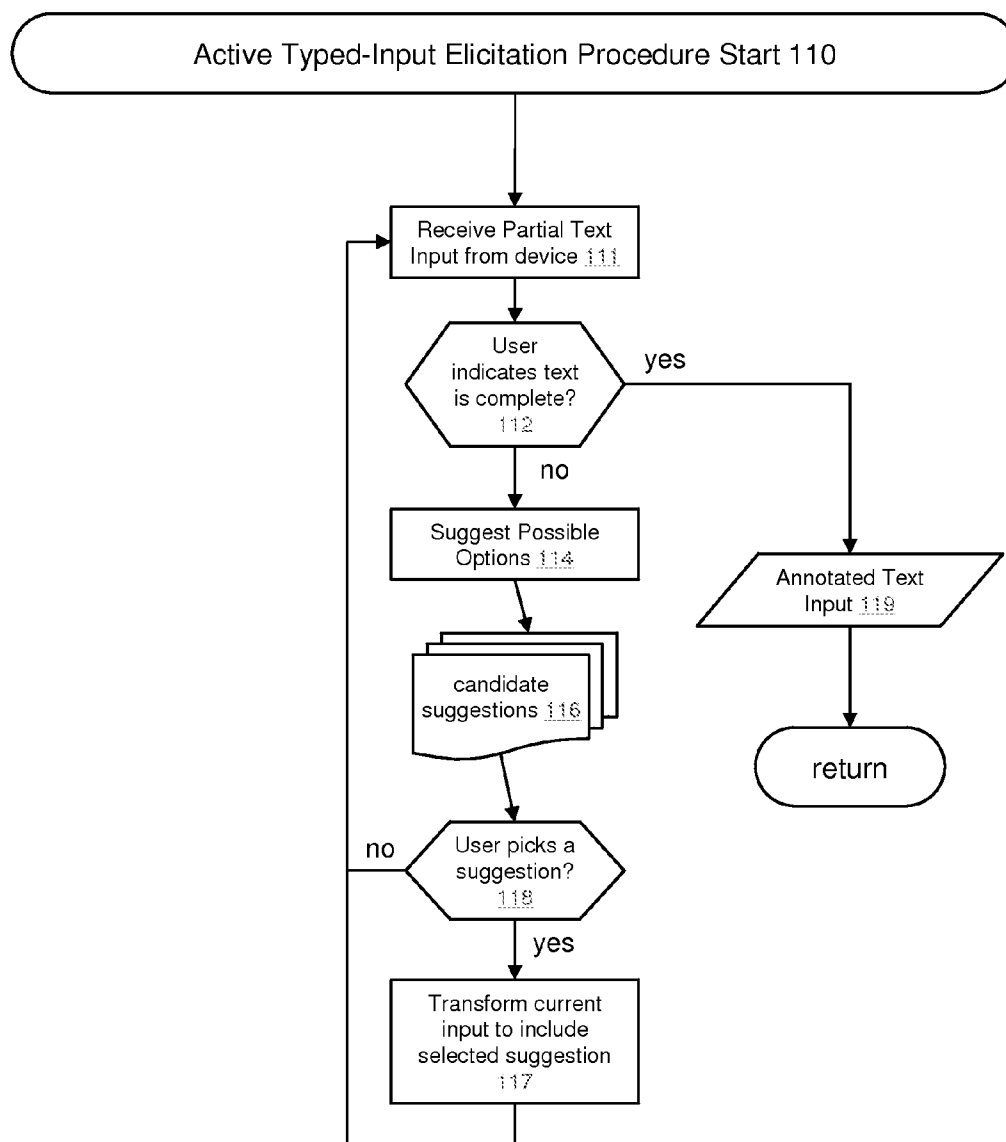 Active Typed-Input Elicitation Procedure Start 110
Receive Partial Text
Input from device 111
User
indicates text
is complete?
112
yes
no
Suggest Possible
Options 114
Annotated Text
Input 119
candidate
suggestions 116
return
User picks a
suggestion?
118
no
yes
Transform current
input to include
selected suggestion
117